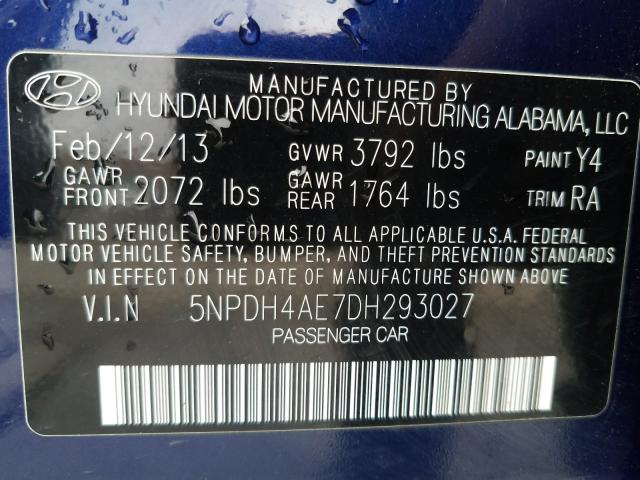 MANUFACTURED BY
HYUNDAI MOTOR MANUFACTURING ALABAMA, LLC
Feb/12/13 GVWR 3792 lbs PAINT Y4
GAWR FRONT 2072 lbs GAWR REAR 1764 lbs TRIM RA
THIS VEHICLE CONFORMS TO ALL APPLICABLE U.S.A. FEDERAL
MOTOR VEHICLE SAFETY, BUMPER, AND THEFT PREVENTION STANDARDS
IN EFFECT ON THE DATE OF MANUFACTURE SHOWN ABOVE
V.I.N 5NPDH4AE7DH293027
PASSENGER CAR